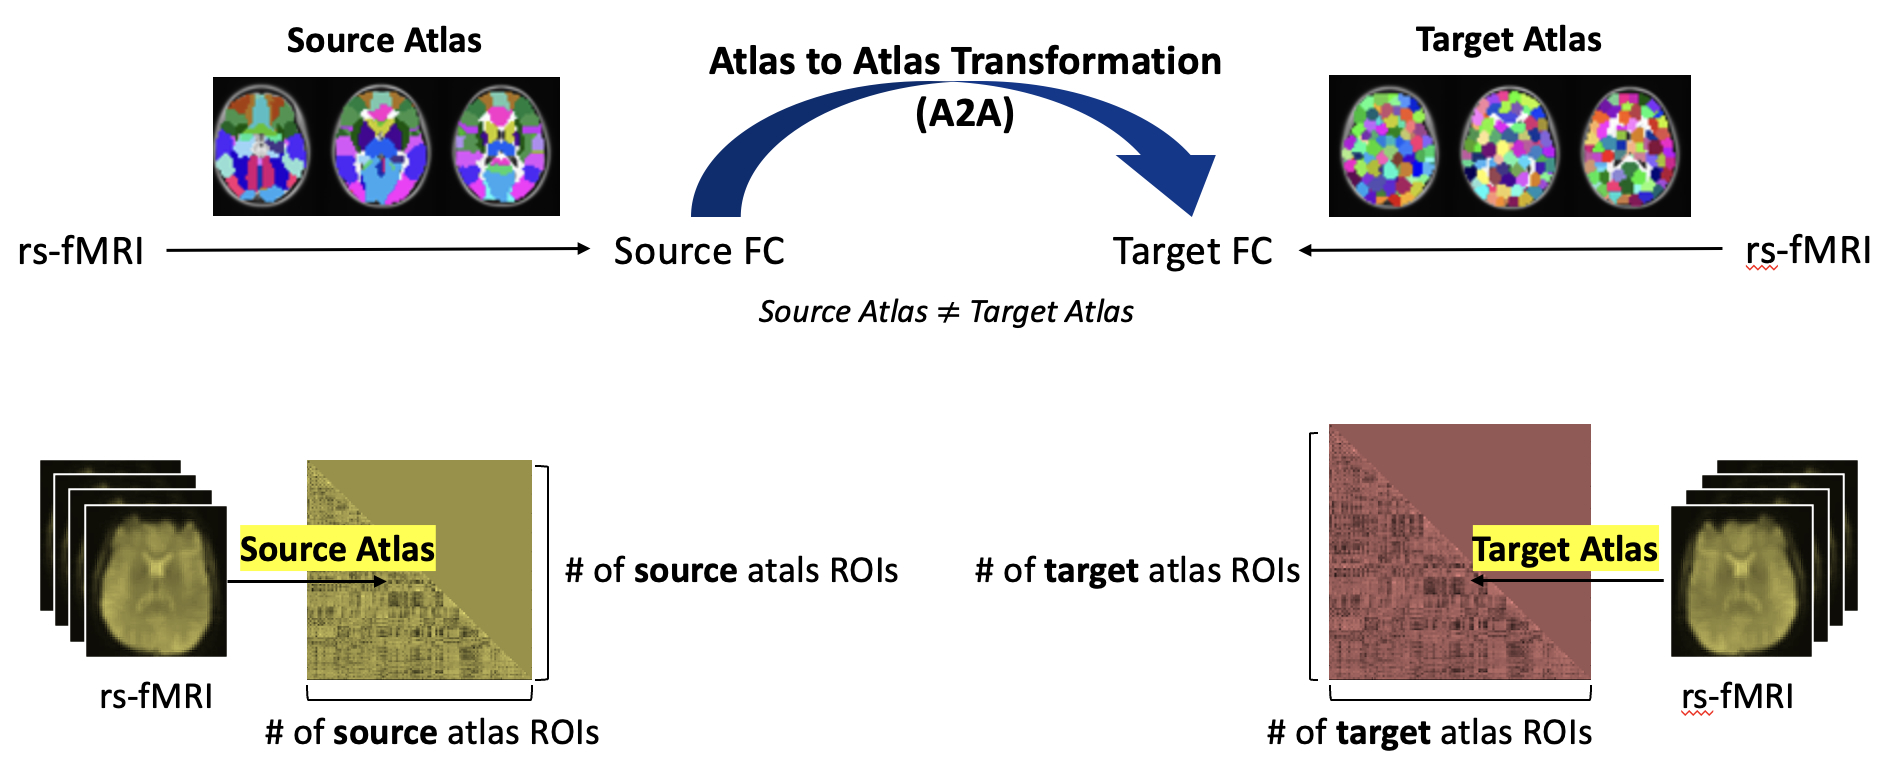 Source Atlas
Atlas to Atlas Transformation
(A2A)
Target Atlas
rs-fMRI
Source FC
Target FC
rs-fMRI
Source Atlas ≠ Target Atlas
Source Atlas
# of source atals ROIs
# of target atlas ROIs
Target Atlas
rs-fMRI
# of source atlas ROIs
rs-fMRI
# of target atlas ROIs